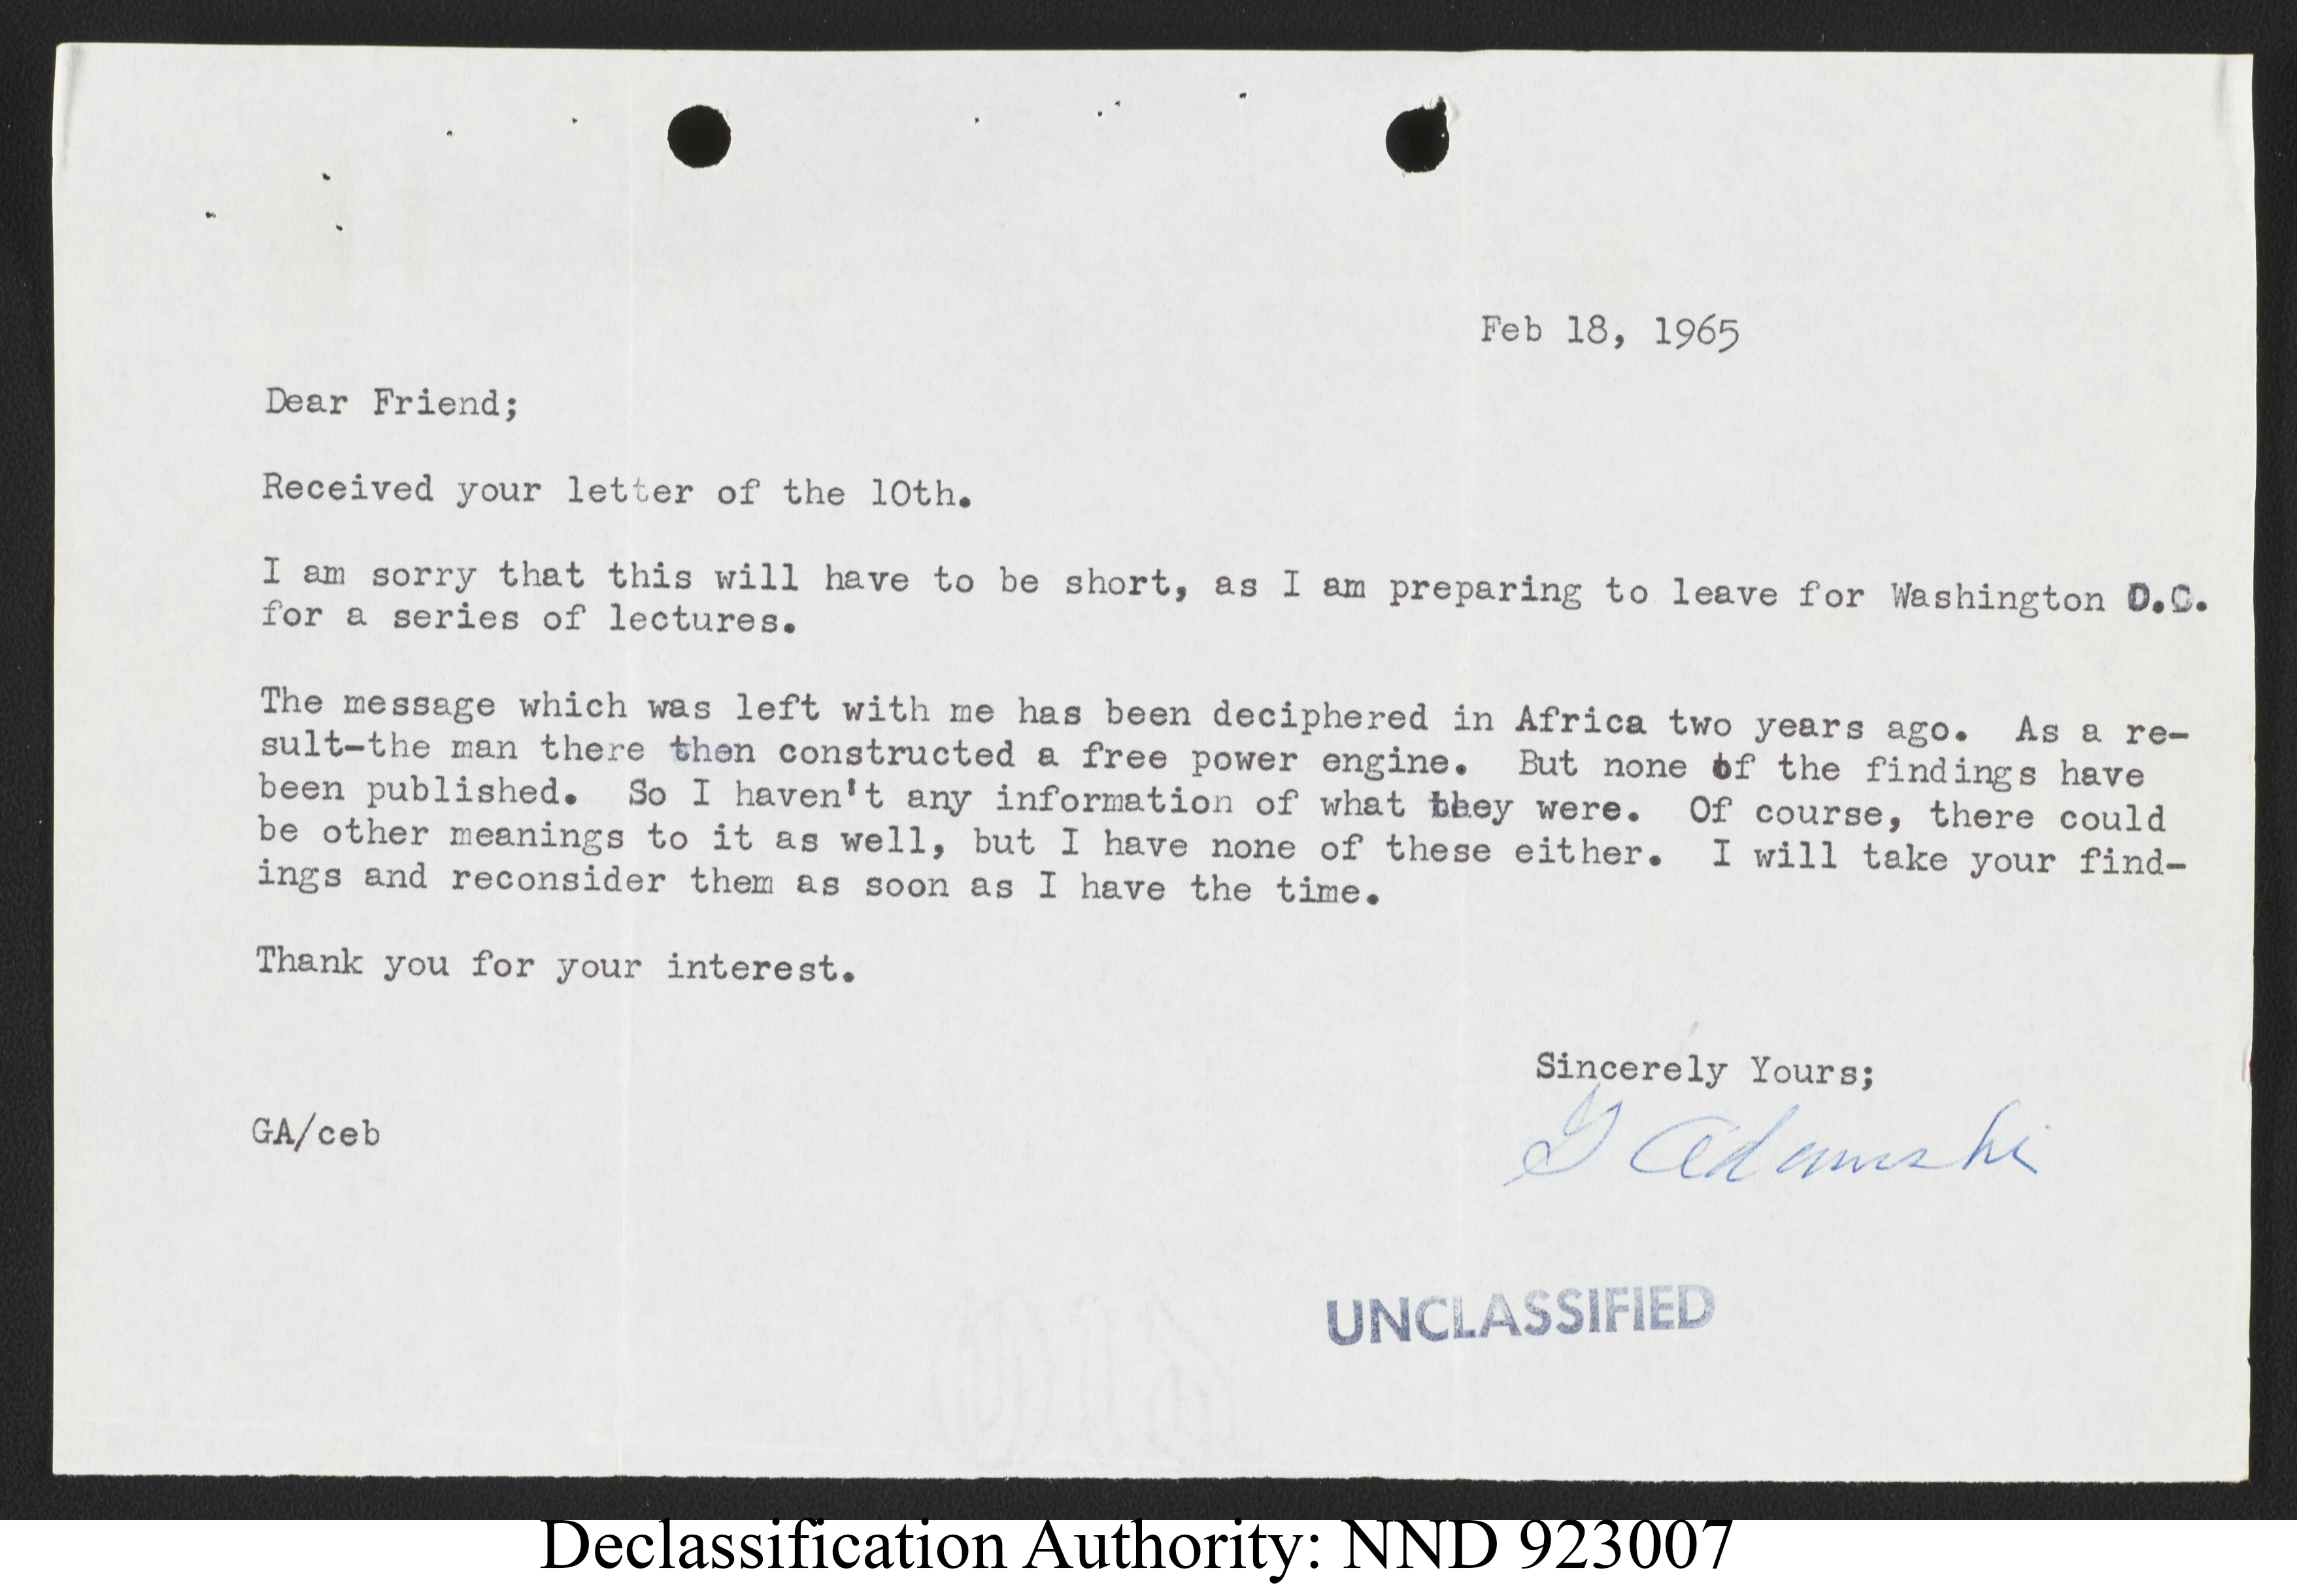 Feb 18, 1965
Dear Friend;
Received your letter of the 10th.
I am sorry that this will have to be short, as I am preparing to leave for Washington D.C.
for a series of lectures.
The message which was left with me has been deciphered in Africa two years ago. As a re-
sult-the man there then constructed a free power engine. But none of the findings have
been published. So I haven't any information of what they were. Of course, there could
be other meanings to it as well, but I have none of these either. I will take your find-
ings and reconsider them as soon as I have the time.
Thank you for your interest.
Sincerely Yours;
G Adamski
GA/ceb
UNCLASSIFIED
Declassification Authority: NND 923007